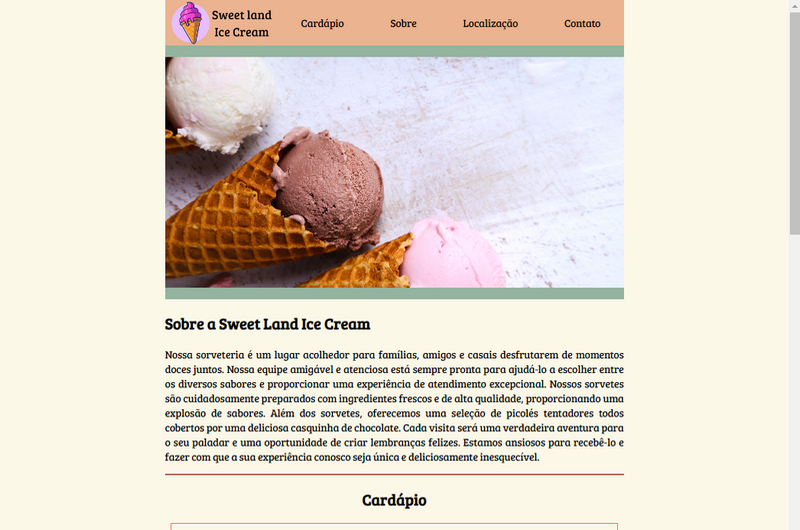 Sweet land
Ice Cream
Cardápio
Sobre
Localização
Contato
Sobre a Sweet Land Ice Cream
Nossa sorveteria é um lugar acolhedor para famílias, amigos e casais desfrutarem de momentos
doces juntos. Nossa equipe amigável e atenciosa está sempre pronta para ajudá-lo a escolher entre
os diversos sabores e proporcionar uma experiência de atendimento excepcional. Nossos sorvetes
são cuidadosamente preparados com ingredientes frescos e de alta qualidade, proporcionando uma
explosão de sabores. Além dos sorvetes, oferecemos uma seleção de picolés tentadores todos
cobertos por uma deliciosa casquinha de chocolate. Cada visita será uma verdadeira aventura para
o seu paladar e uma oportunidade de criar lembranças felizes. Estamos ansiosos para recebê-lo e
fazer com que a sua experiência conosco seja única e deliciosamente inesquecível.
Cardápio